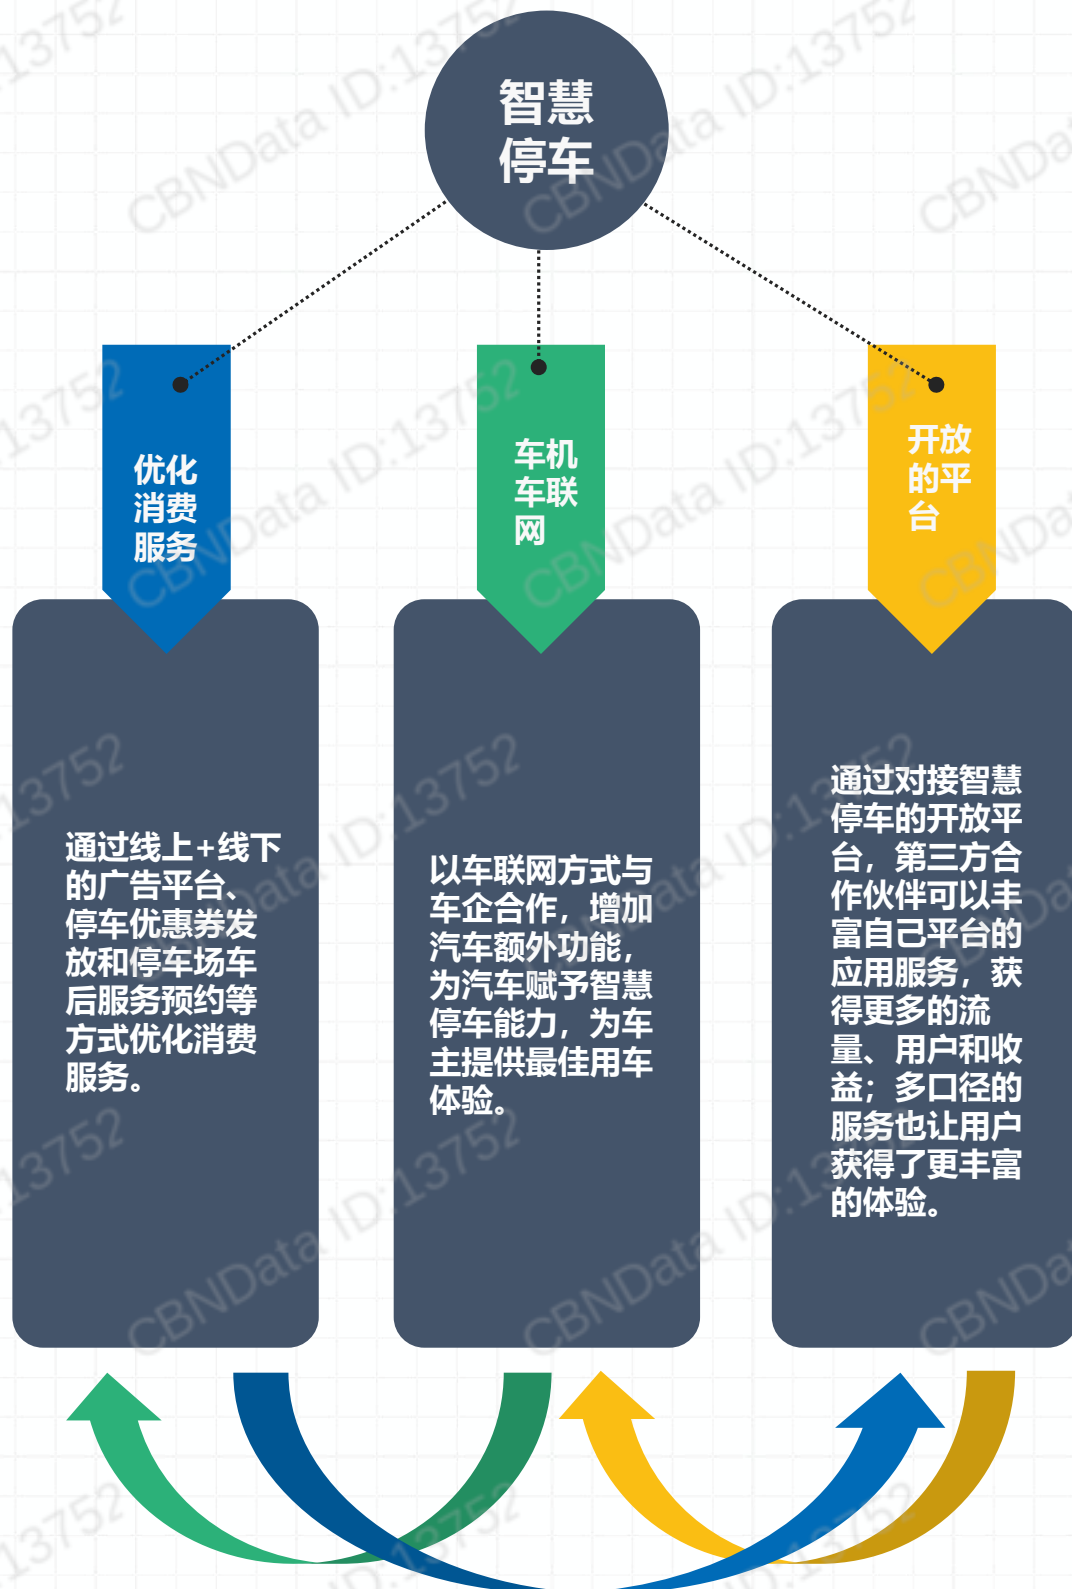 智慧
停车
优化
消费
服务
车机
车联
网
开放
的平
台
通过线上+线下
的广告平台、
停车优惠券发
放和停车场车
后服务预约等
方式优化消费
服务。
以车联网方式与
车企合作，增加
汽车额外功能，
为汽车赋予智慧
停车能力，为车
主提供最佳用车
体验。
通过对接智慧
停车的开放平
台，第三方合
作伙伴可以丰
富自己平台的
应用服务，获
得更多的流
量、用户和收
益；多口径的
服务也让用户
获得了更丰富
的体验。
CBNData ID:13752